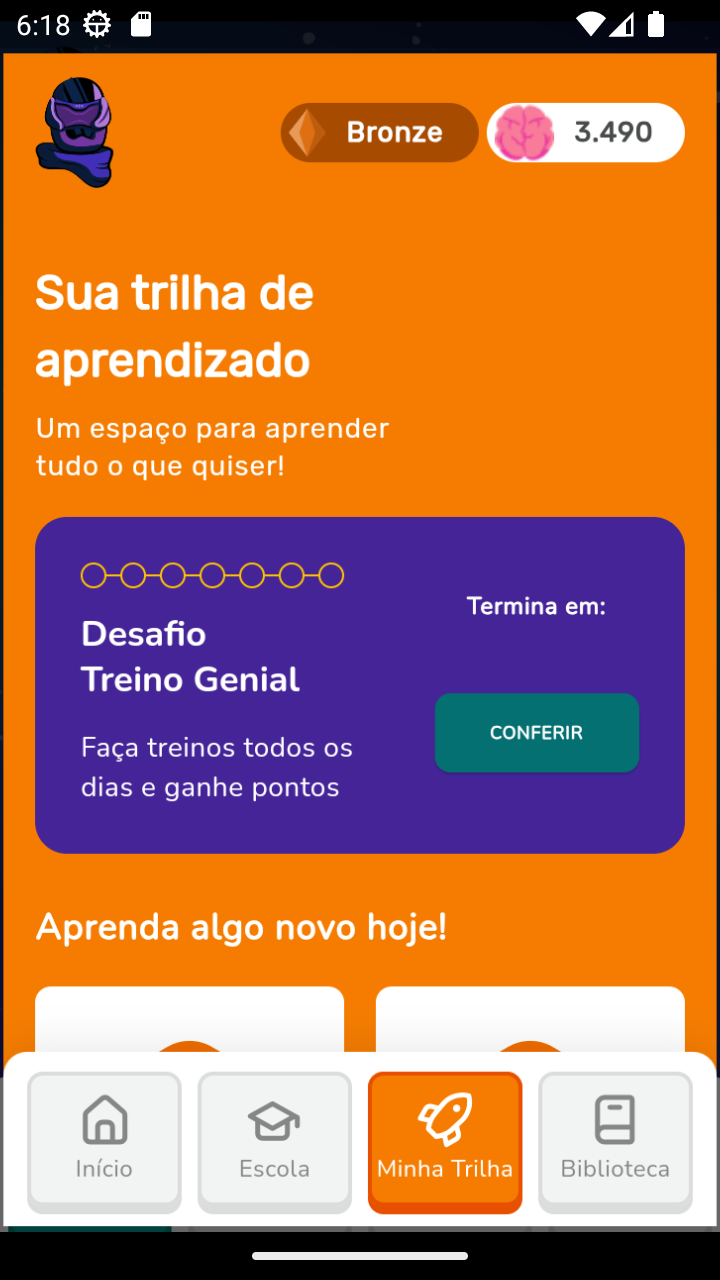 6:18
Bronze
3.490
Sua trilha de
aprendizado
Um espaço para aprender
tudo o que quiser!
Desafio
Treino Genial
Faça treinos todos os
dias e ganhe pontos
Termina em:
CONFERIR
Aprenda algo novo hoje!
Início
Escola
Minha Trilha
Biblioteca